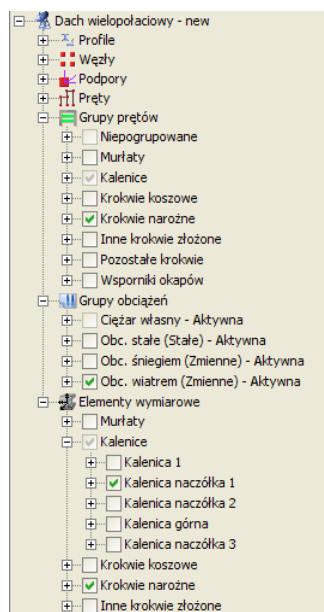 Dach wielopołaciowy - new
Profile
Węzły
Podpory
Pręty
Grupy prętów
Niepogrupowane
Murłaty
Kalenice
Krokwie koszowe
Krokwie narożne
Inne krokwie złożone
Pozostałe krokwie
Wsporniki okapów
Grupy obciążeń
Ciężar własny - Aktywna
Obc. stałe (Stałe) - Aktywna
Obc. śniegiem (Zmienne) - Aktywna
Obc. wiatrem (Zmienne) - Aktywna
Elementy wymiarowe
Murłaty
Kalenice
Kalenica 1
Kalenica naczółka 1
Kalenica naczółka 2
Kalenica górna
Kalenica naczółka 3
Krokwie koszowe
Krokwie narożne
Inne krokwie złożone